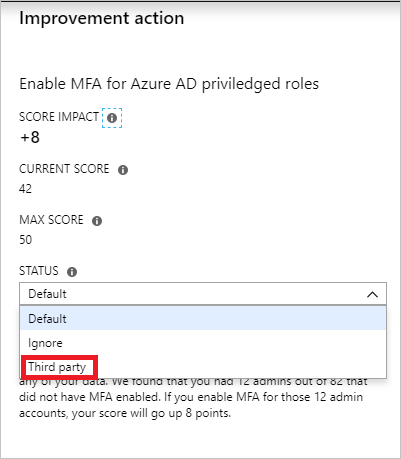 Improvement action
Enable MFA for Azure AD priviledged roles
SCORE IMPACT
+8
CURRENT SCORE
42
MAX SCORE
50
STATUS
Default
Default
Ignore
Third party
any of your data. We found that you had 12 admins out of 82 that
did not have MFA enabled. If you enable MFA for those 12 admin
accounts, your score will go up 8 points.